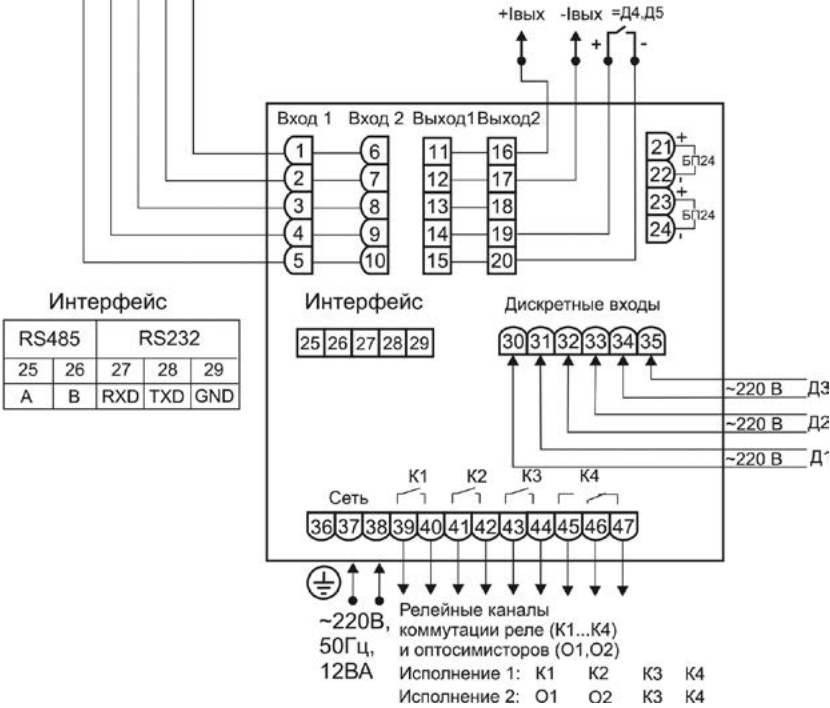 +Iвых -Iвых =Д4,Д5
+ -
Вход 1 Вход 2 Выход1 Выход2
1 6 11 16 21 + БП24
2 7 12 17 22 -
3 8 13 18 23 + БП24
4 9 14 19 24 -
5 10 15 20
Интерфейс
RS485 RS232
25 26 27 28 29
A B RXD TXD GND
Интерфейс
25 26 27 28 29
Дискретные входы
30 31 32 33 34 35
~220 В Д3
~220 В Д2
~220 В Д1
К1 К2 К3 К4
Сеть
36 37 38 39 40 41 42 43 44 45 46 47
~220В,
50Гц,
12ВА
Релейные каналы
коммутации реле (К1...К4)
и оптосимисторов (О1,О2)
Исполнение 1: К1 К2 К3 К4
Исполнение 2: О1 О2 К3 К4